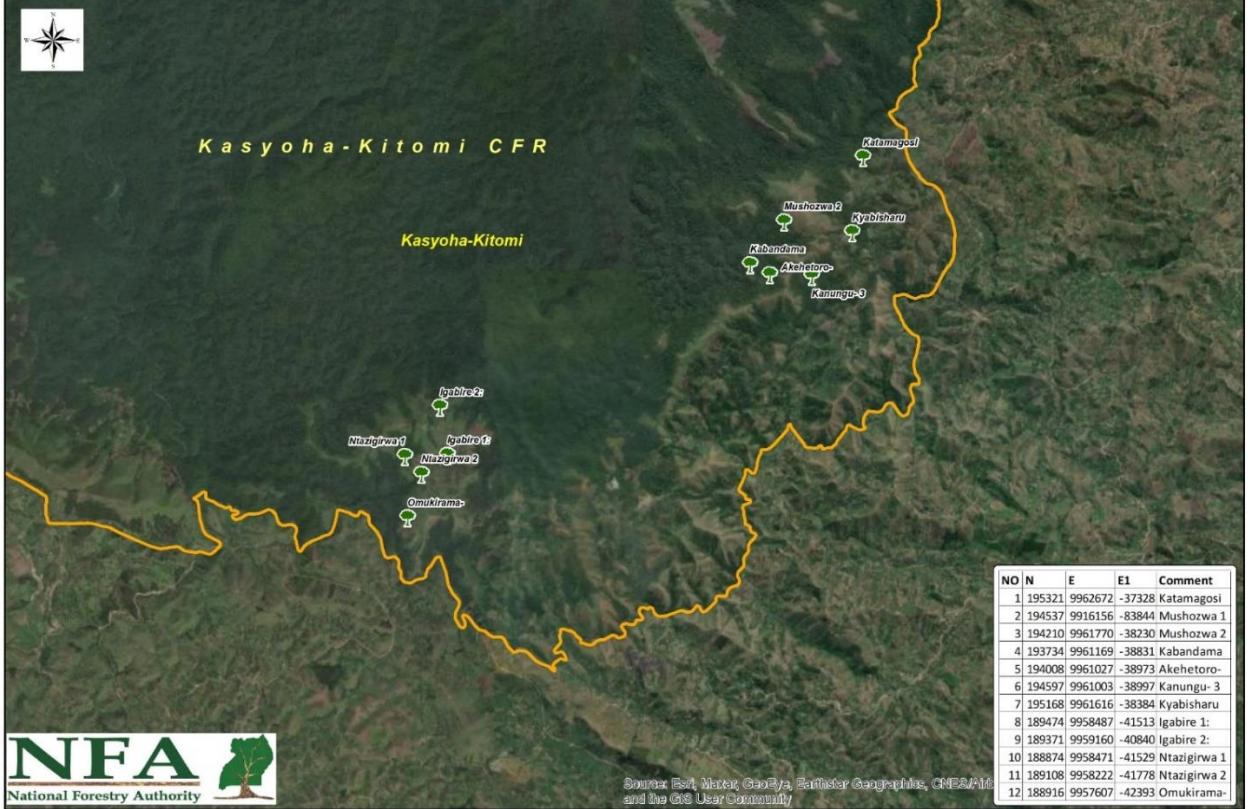 N
W E
S
Kasyoha-Kitomi CFR
Katamagosi
Mushozwa 2
Kyabisharu
Kasyoha-Kitomi
Kabandama
Akehetoro-
Kanungu- 3
Igabire 2:
Ntazigirwa 1
Igabire 1:
Ntazigirwa 2
Omukirama-
NO N E E1 Comment
1 195321 9962672 -37328 Katamagosi
2 194537 9916156 -83844 Mushozwa 1
3 194210 9961770 -38230 Mushozwa 2
4 193734 9961169 -38831 Kabandama
5 194008 9961027 -38973 Akehetoro-
6 194597 9961003 -38997 Kanungu- 3
7 195168 9961616 -38384 Kyabisharu
8 189474 9958487 -41513 Igabire 1:
9 189371 9959160 -40840 Igabire 2:
10 188874 9958471 -41529 Ntazigirwa 1
11 189108 9958222 -41778 Ntazigirwa 2
12 188916 9957607 -42393 Omukirama-
NFA
National Forestry Authority
Source: Esri, Maxar, GeoEye, Earthstar Geographics, CNES/Airb
and the GIS User Community